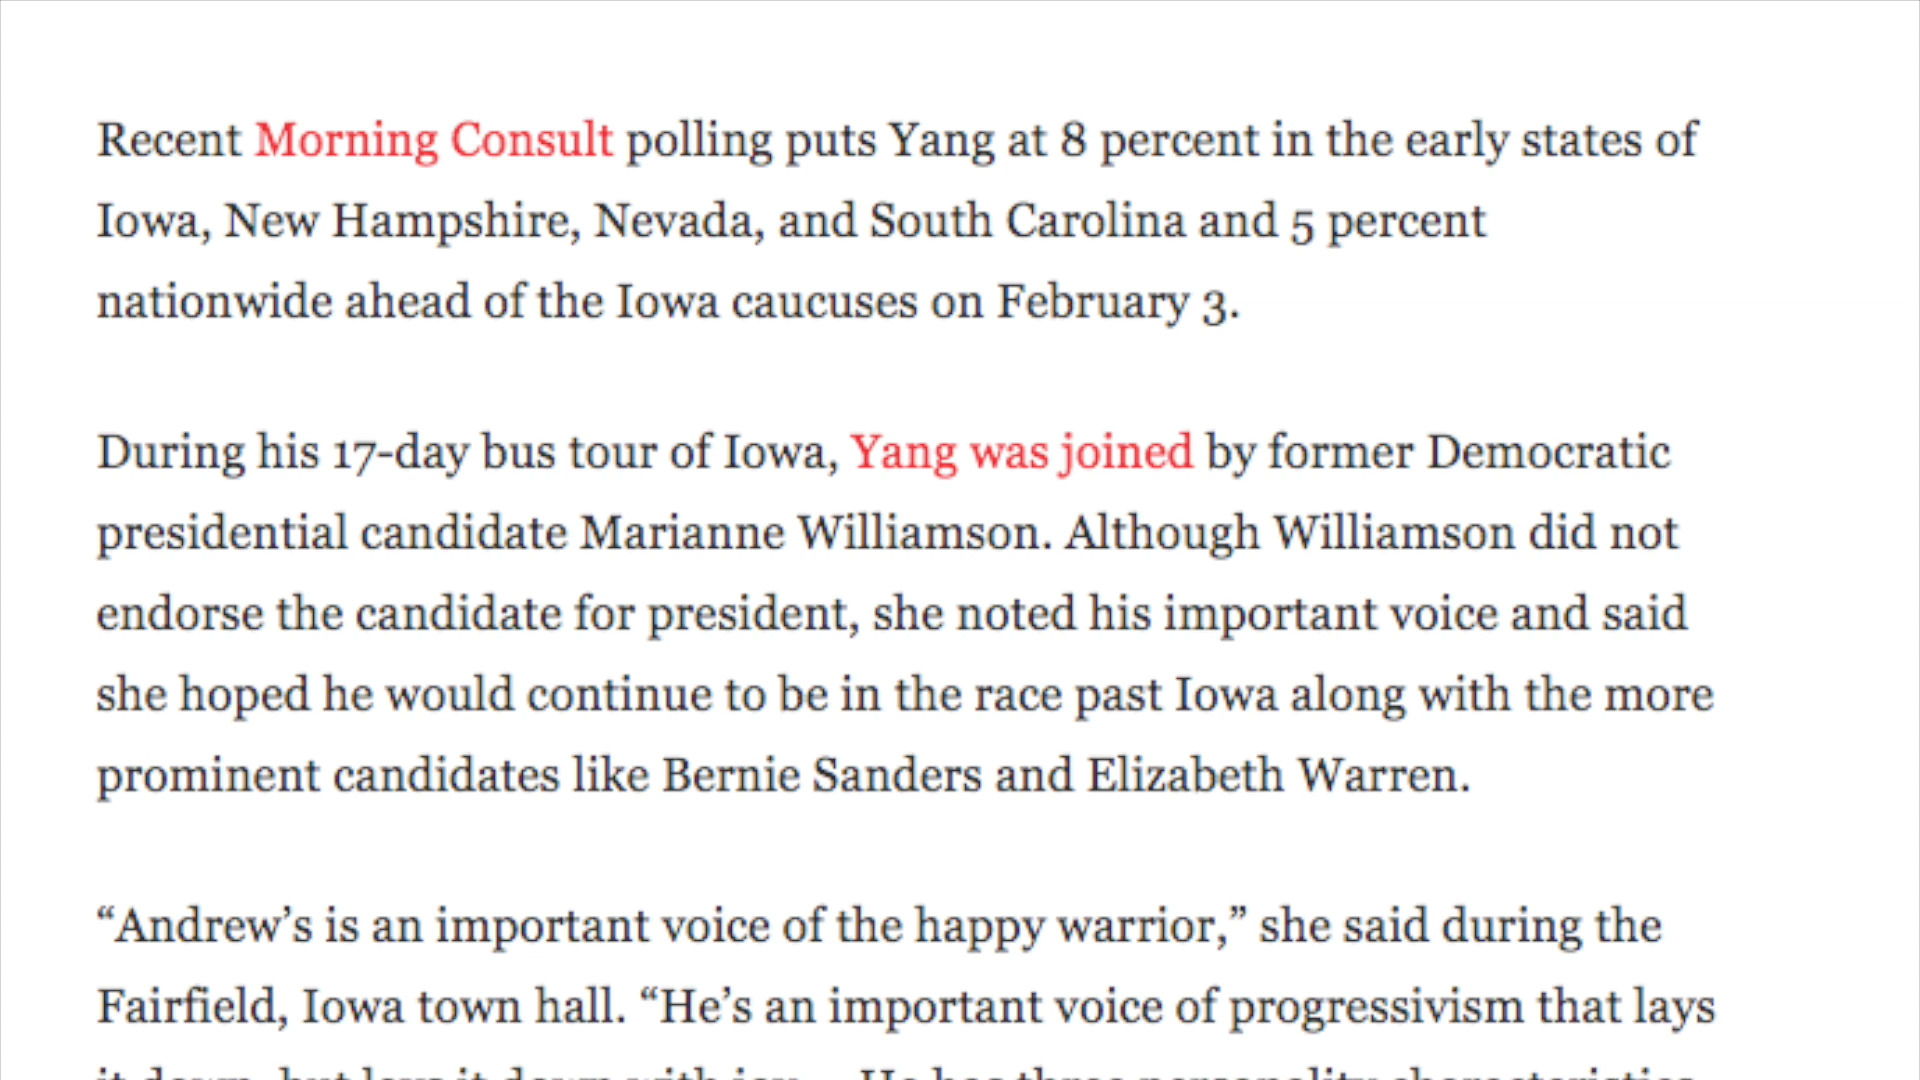 Recent Morning Consult polling puts Yang at 8 percent in the early states of
Iowa, New Hampshire, Nevada, and South Carolina and 5 percent
nationwide ahead of the Iowa caucuses on February 3.
During his 17-day bus tour of Iowa, Yang was joined by former Democratic
presidential candidate Marianne Williamson. Although Williamson did not
endorse the candidate for president, she noted his important voice and said
she hoped he would continue to be in the race past Iowa along with the more
prominent candidates like Bernie Sanders and Elizabeth Warren.
“Andrew’s is an important voice of the happy warrior,” she said during the
Fairfield, Iowa town hall. “He’s an important voice of progressivism that lays